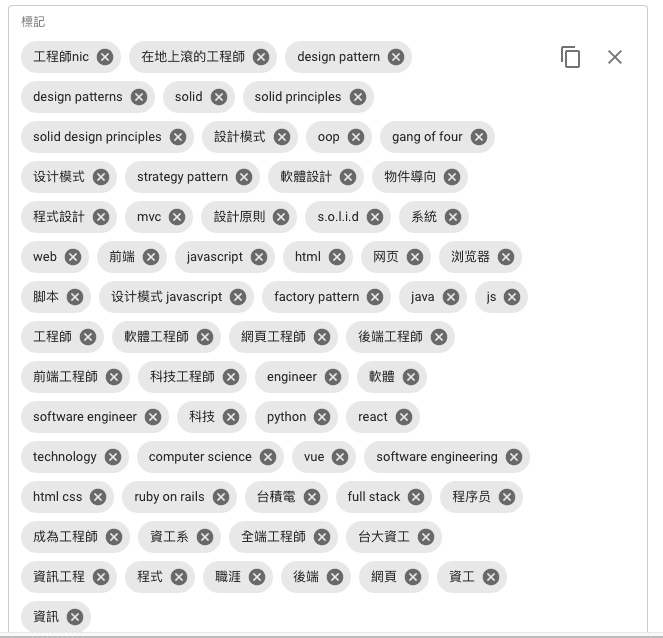 標記
工程師nic 在地上滾的工程師 design pattern
design patterns solid solid principles
solid design principles 設計模式 oop gang of four
设计模式 strategy pattern 軟體設計 物件導向
程式設計 mvc 設計原則 s.o.l.i.d 系統
web 前端 javascript html 网页 浏览器
脚本 设计模式 javascript factory pattern java js
工程師 軟體工程師 網頁工程師 後端工程師
前端工程師 科技工程師 engineer 軟體
software engineer 科技 python react
technology computer science vue software engineering
html css ruby on rails 台積電 full stack 程序员
成為工程師 資工系 全端工程師 台大資工
資訊工程 程式 職涯 後端 網頁 資工
資訊